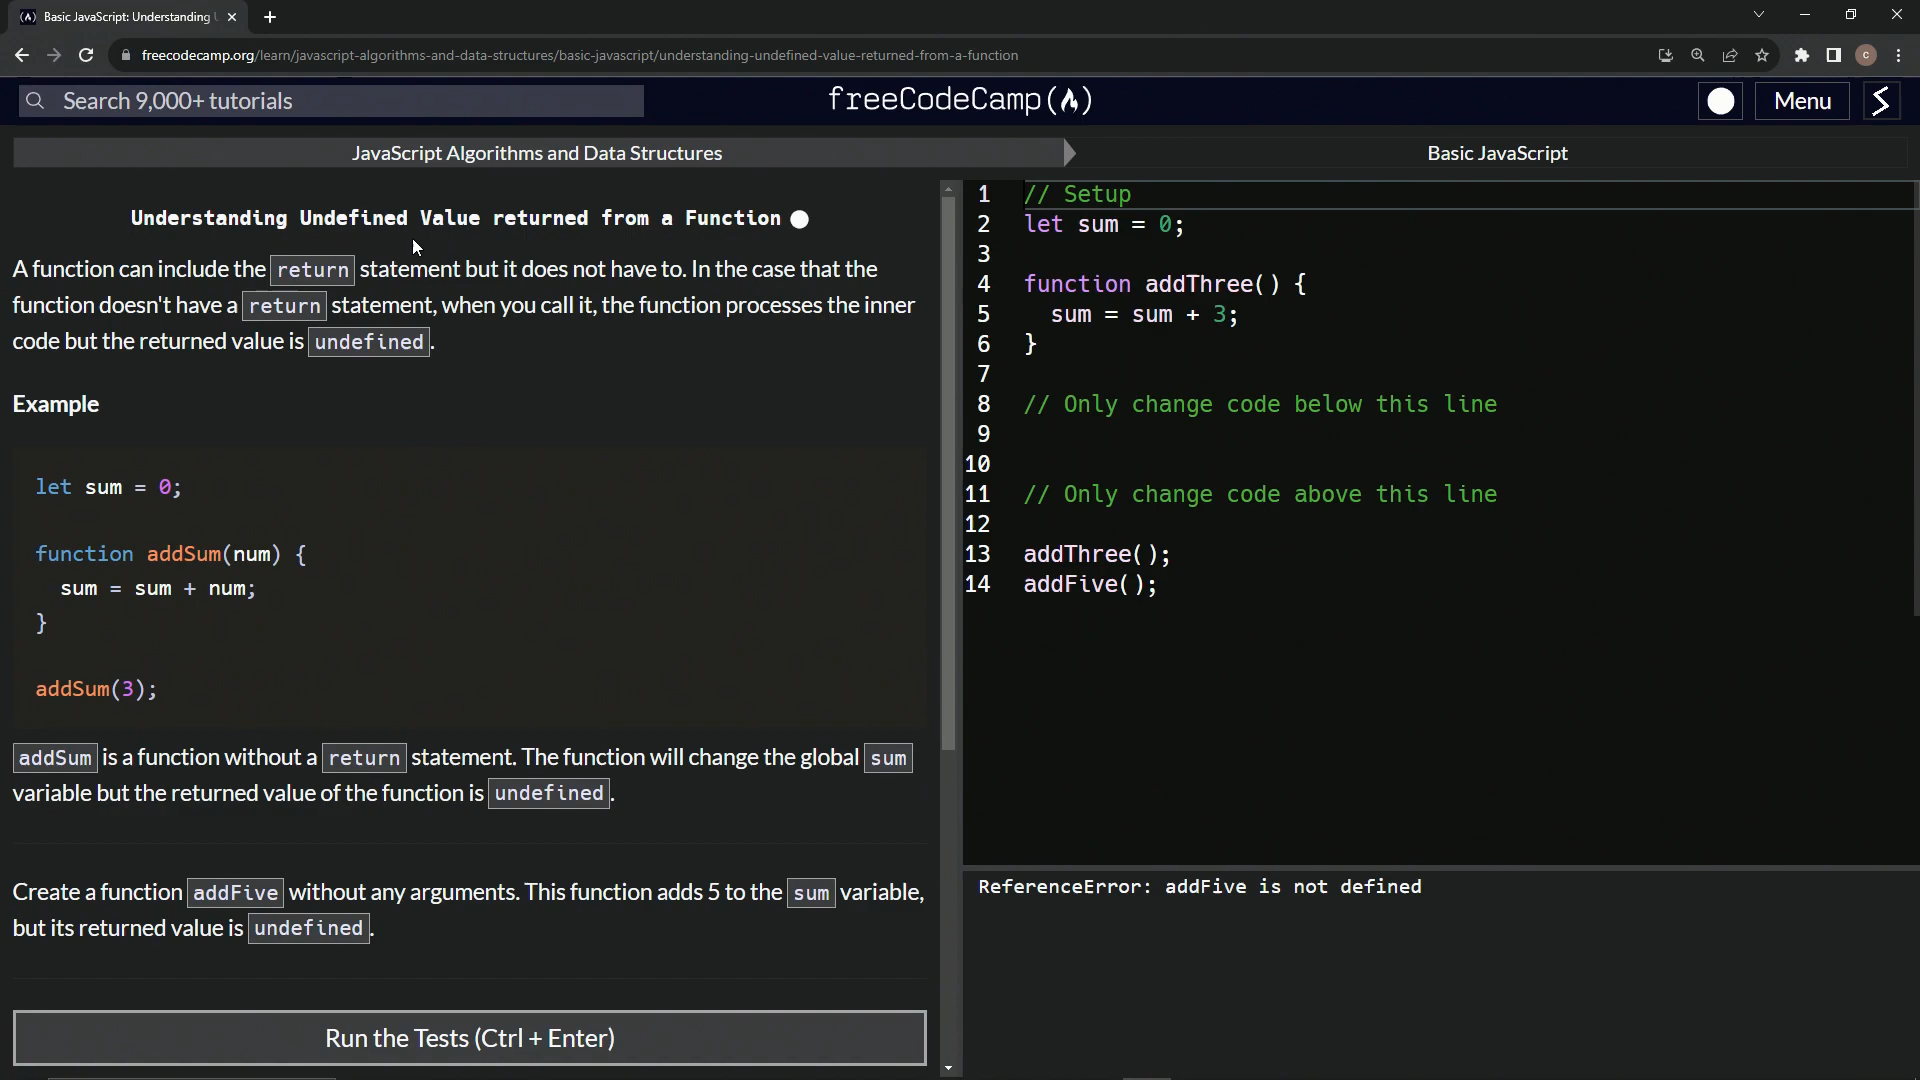 Basic JavaScript: Understanding U
freecodecamp.org/learn/javascript-algorithms-and-data-structures/basic-javascript/understanding-undefined-value-returned-from-a-function
C
Search 9,000+ tutorials
freeCodeCamp
Menu
JavaScript Algorithms and Data Structures
Basic JavaScript
Understanding Undefined Value returned from a Function
A function can include the return statement but it does not have to. In the case that the
function doesn't have a return statement, when you call it, the function processes the inner
code but the returned value is undefined.
Example
let sum = 0;
function addSum(num) {
sum = sum + num;
}
addSum(3);
addSum is a function without a return statement. The function will change the global sum
variable but the returned value of the function is undefined.
Create a function addFive without any arguments. This function adds 5 to the sum variable,
but its returned value is undefined.
Run the Tests (Ctrl + Enter)
1 // Setup
2 let sum = 0;
3
4 function addThree() {
5 sum = sum + 3;
6 }
7
8 // Only change code below this line
9
10
11 // Only change code above this line
12
13 addThree();
14 addFive();
ReferenceError: addFive is not defined